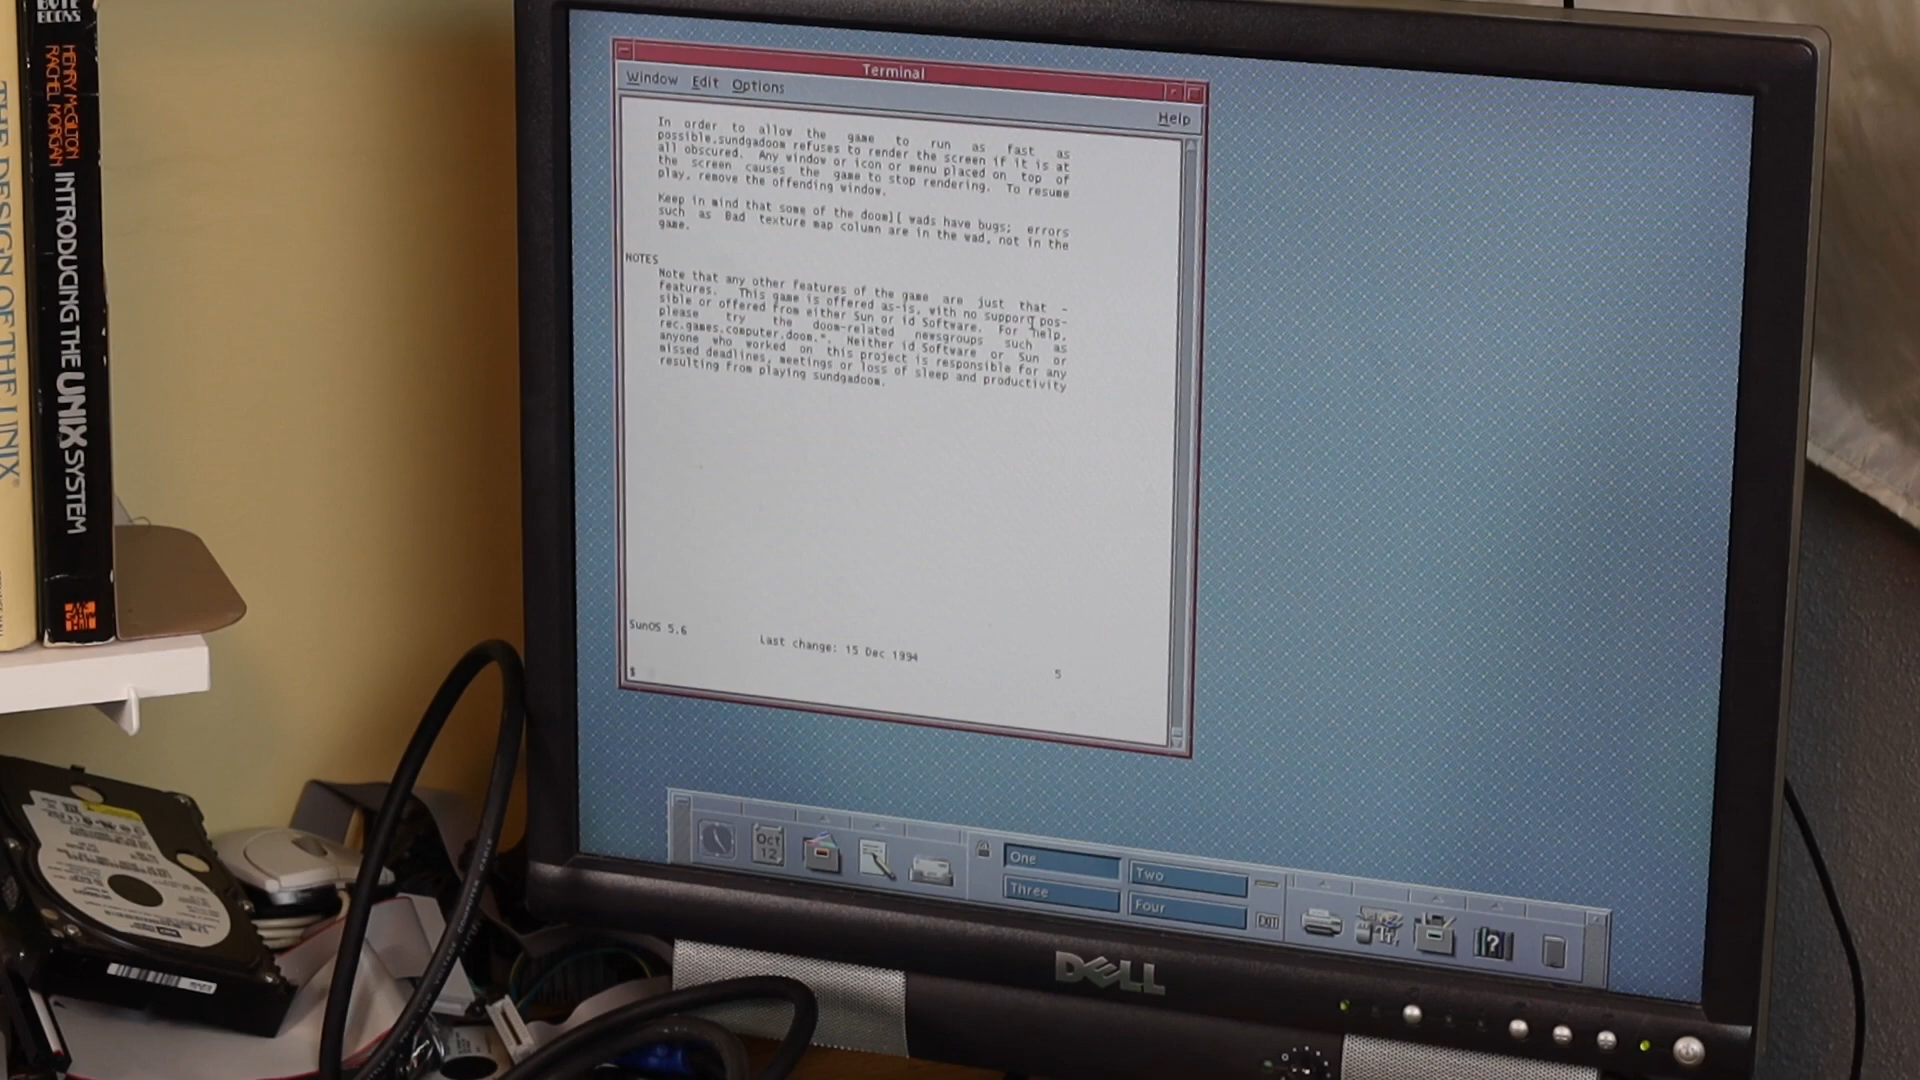 BYTE
BOOKS
HENRY McGILTON
RACHEL MORGAN
INTRODUCING THE UNIX SYSTEM
THE DESIGN OF THE UNIX
Terminal
Window Edit Options
Help
In order to allow the game to run as fast as
possible,sundgadoom refuses to render the screen if it is at
all obscured. Any window or icon or menu placed on top of
the screen causes the game to stop rendering. To resume
play, remove the offending window.
Keep in mind that some of the doom][ wads have bugs; errors
such as Bad texture map column are in the wad, not in the
game.
NOTES
Note that any other features of the game are just that -
features. This game is offered as-is, with no support pos-
sible or offered from either Sun or id Software. For help,
please try the doom-related newsgroups such as
rec.games.computer.doom.*. Neither id Software or Sun or
anyone who worked on this project is responsible for any
missed deadlines, meetings or loss of sleep and productivity
resulting from playing sundgadoom.
SunOS 5.6
Last change: 15 Dec 1994
5
$
Oct
12
One
Two
Three
Four
EXIT
DELL